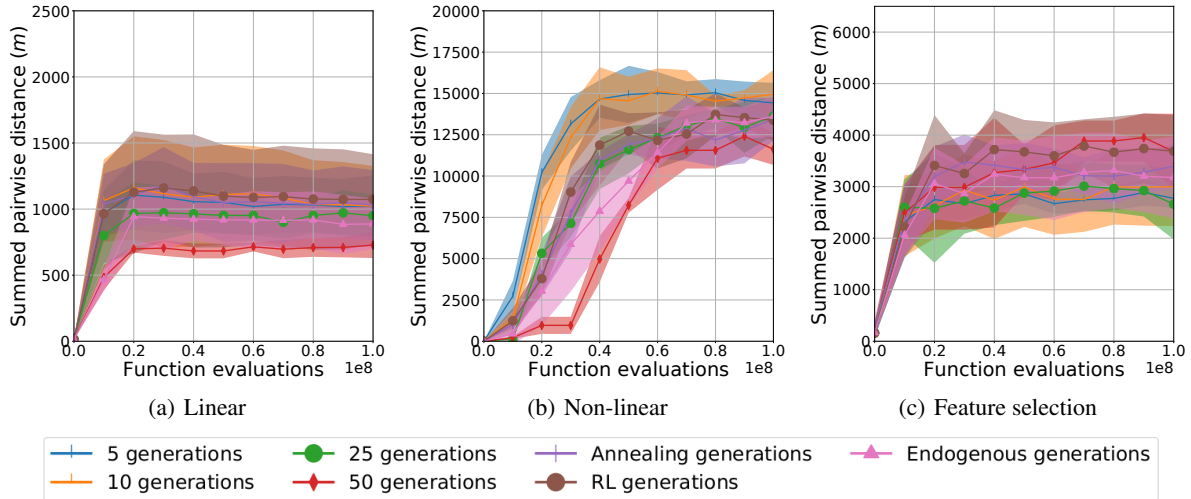 2500
2000
1500
1000
500
0
Summed pairwise distance (m)
0.0 0.2 0.4 0.6 0.8 1.0
Function evaluations 1e8
(a) Linear
20000
17500
15000
12500
10000
7500
5000
2500
0
Summed pairwise distance (m)
0.0 0.2 0.4 0.6 0.8 1.0
Function evaluations 1e8
(b) Non-linear
6000
5000
4000
3000
2000
1000
0
Summed pairwise distance (m)
0.0 0.2 0.4 0.6 0.8 1.0
Function evaluations 1e8
(c) Feature selection
5 generations 25 generations Annealing generations Endogenous generations
10 generations 50 generations RL generations